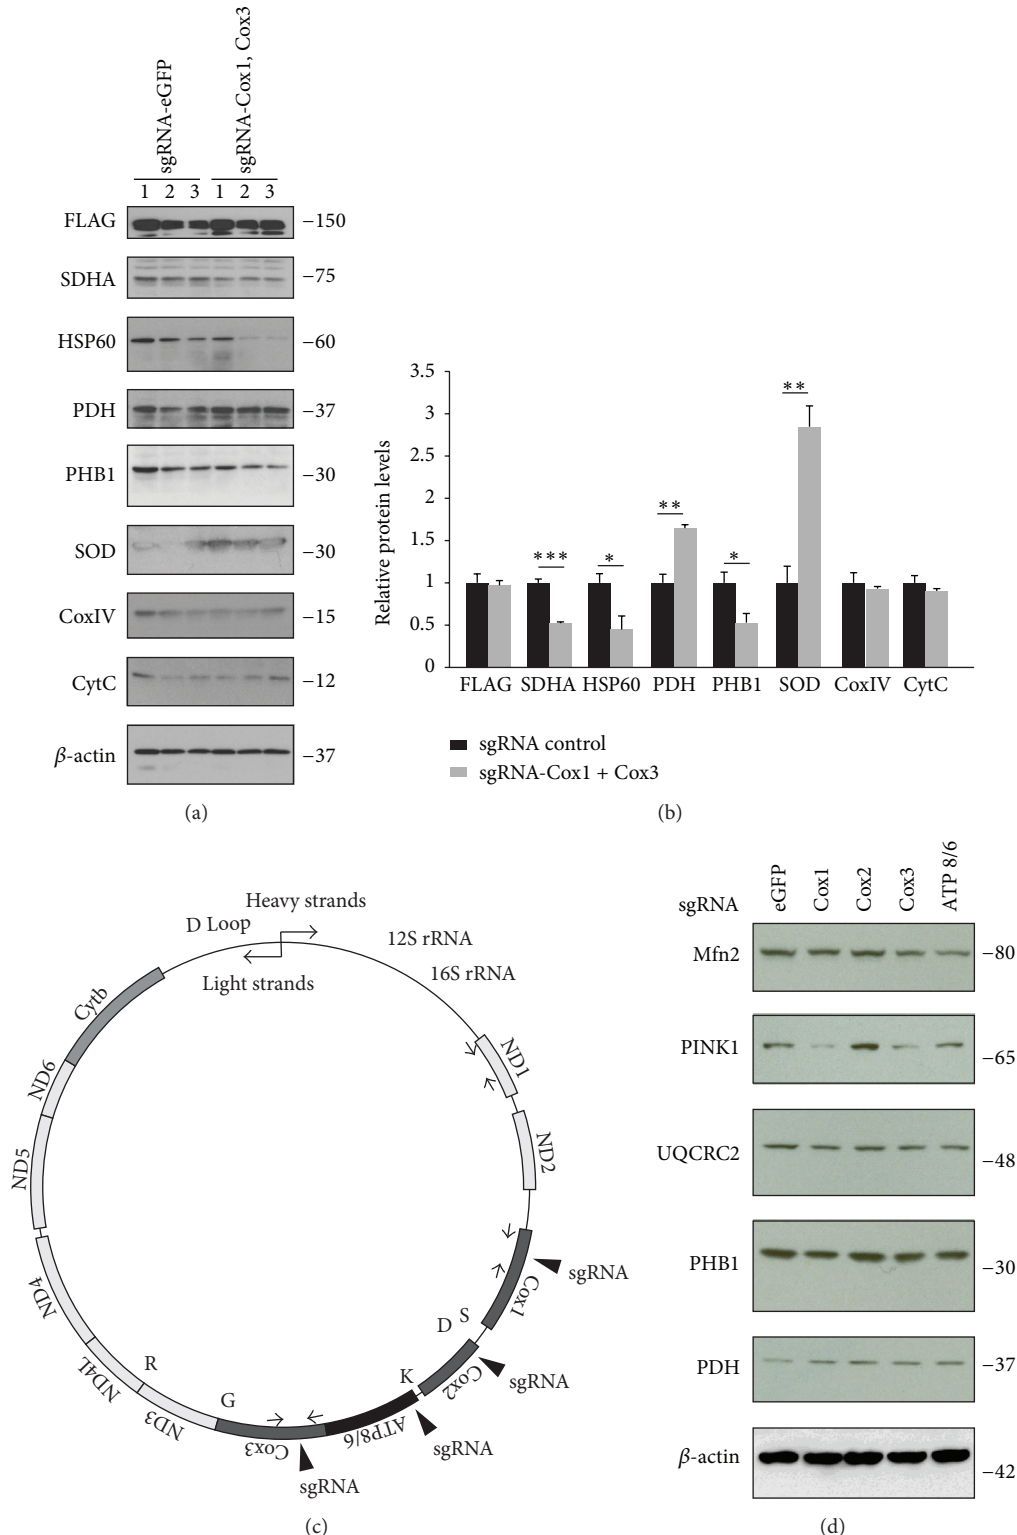 sgRNA-eGFP
sgRNA-Cox1, Cox3
1 2 3 1 2 3
FLAG −150
SDHA −75
HSP60 −60
PDH −37
PHB1 −30
SOD −30
CoxIV −15
CytC −12
β-actin −37
(a)
Relative protein levels
3.5
3
2.5
2
1.5
1
0.5
0
***
*
**
*
**
FLAG SDHA HSP60 PDH PHB1 SOD CoxIV CytC
sgRNA control
sgRNA-Cox1 + Cox3
(b)
Heavy strands
D Loop
Light strands
12S rRNA
16S rRNA
ND1
ND2
Cox1
sgRNA
D S
Cox2
sgRNA
K
ATP8/6
sgRNA
Cox3
sgRNA
G
ND3
R
ND4L
ND4
ND5
ND6
Cytb
(c)
sgRNA eGFP Cox1 Cox2 Cox3 ATP 8/6
Mfn2 −80
PINK1 −65
UQCRC2 −48
PHB1 −30
PDH −37
β-actin −42
(d)